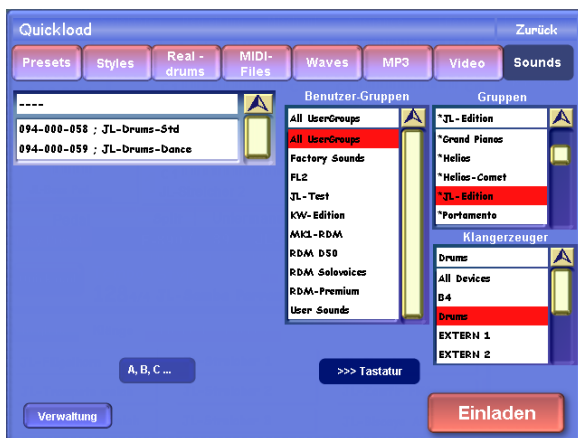 Quickload
Zurück
Presets
Styles
Real -
drums
MIDI-
Files
Waves
MP3
Video
Sounds
----
094-000-058 ; JL-Drums-Std
094-000-059 ; JL-Drums-Dance
Benutzer-Gruppen
All UserGroups
All UserGroups
Factory Sounds
FL2
JL-Test
KW-Edition
MK1-RDM
RDM D50
RDM Solovoices
RDM-Premium
User Sounds
Gruppen
*JL-Edition
*Grand Pianos
*Helios
*Helios-Comet
*JL-Edition
*Portamento
Klangerzeuger
Drums
All Devices
B4
Drums
EXTERN 1
EXTERN 2
A, B, C ...
>>> Tastatur
Verwaltung
Einladen